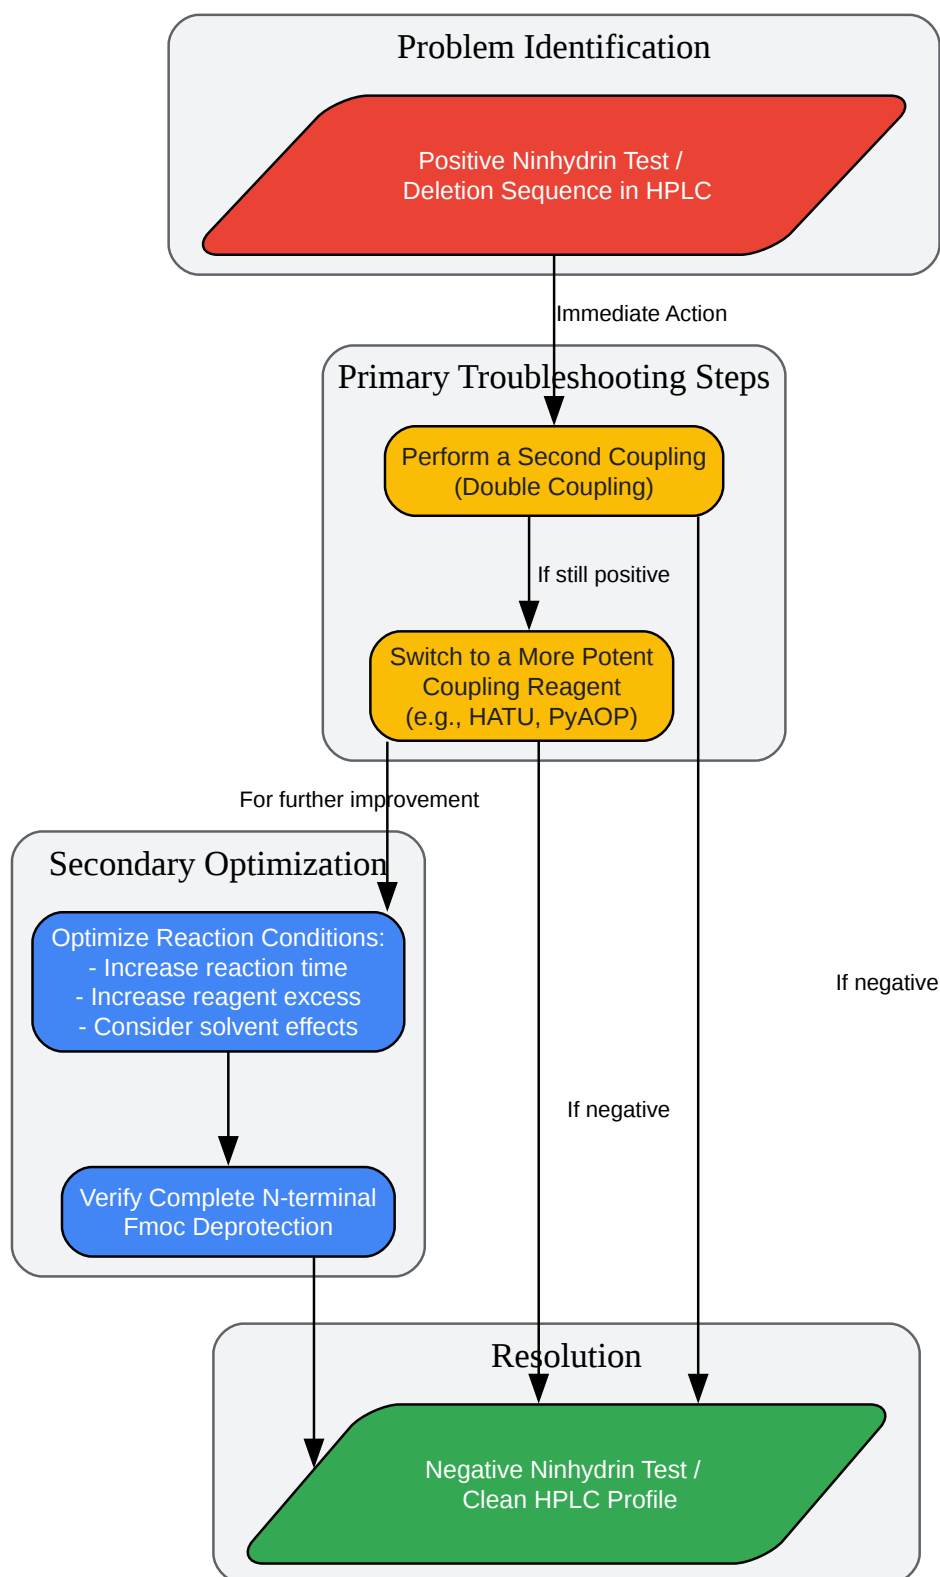 Problem Identification
Positive Ninhydrin Test /
Deletion Sequence in HPLC
Immediate Action
Primary Troubleshooting Steps
Perform a Second Coupling
(Double Coupling)
If still positive
Switch to a More Potent
Coupling Reagent
(e.g., HATU, PyAOP)
For further improvement
Secondary Optimization
Optimize Reaction Conditions:
- Increase reaction time
- Increase reagent excess
- Consider solvent effects
If negative
If negative
Verify Complete N-terminal
Fmoc Deprotection
Resolution
Negative Ninhydrin Test /
Clean HPLC Profile